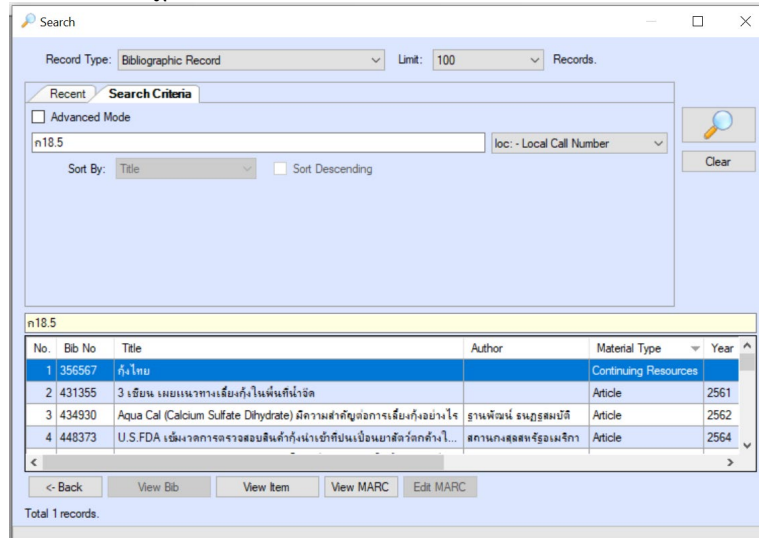 Search
Record Type: Bibliographic Record Limit: 100 Records.
Recent Search Criteria
Advanced Mode
ก18.5 loc: - Local Call Number
Clear
Sort By: Title Sort Descending
ก18.5
No. Bib No Title Author Material Type Year
1 356567 กุ้งไทย Continuing Resources
2 431355 3 เซียน เผยแนวทางเลี้ยงกุ้งในพื้นที่น้ำจืด Article 2561
3 434930 Aqua Cal (Calcium Sulfate Dihydrate) มีความสำคัญต่อการเลี้ยงกุ้งอย่างไร ฐานพัฒน์ ธนฏฐสมบัติ Article 2562
4 448373 U.S.FDA เข้มงวดการตรวจสอบสินค้ากุ้งนำเข้าที่ปนเปื้อนยาสัตว์ตกค้างใ... สถานกงสุลสหรัฐอเมริกา Article 2564
<- Back View Bib View Item View MARC Edit MARC
Total 1 records.